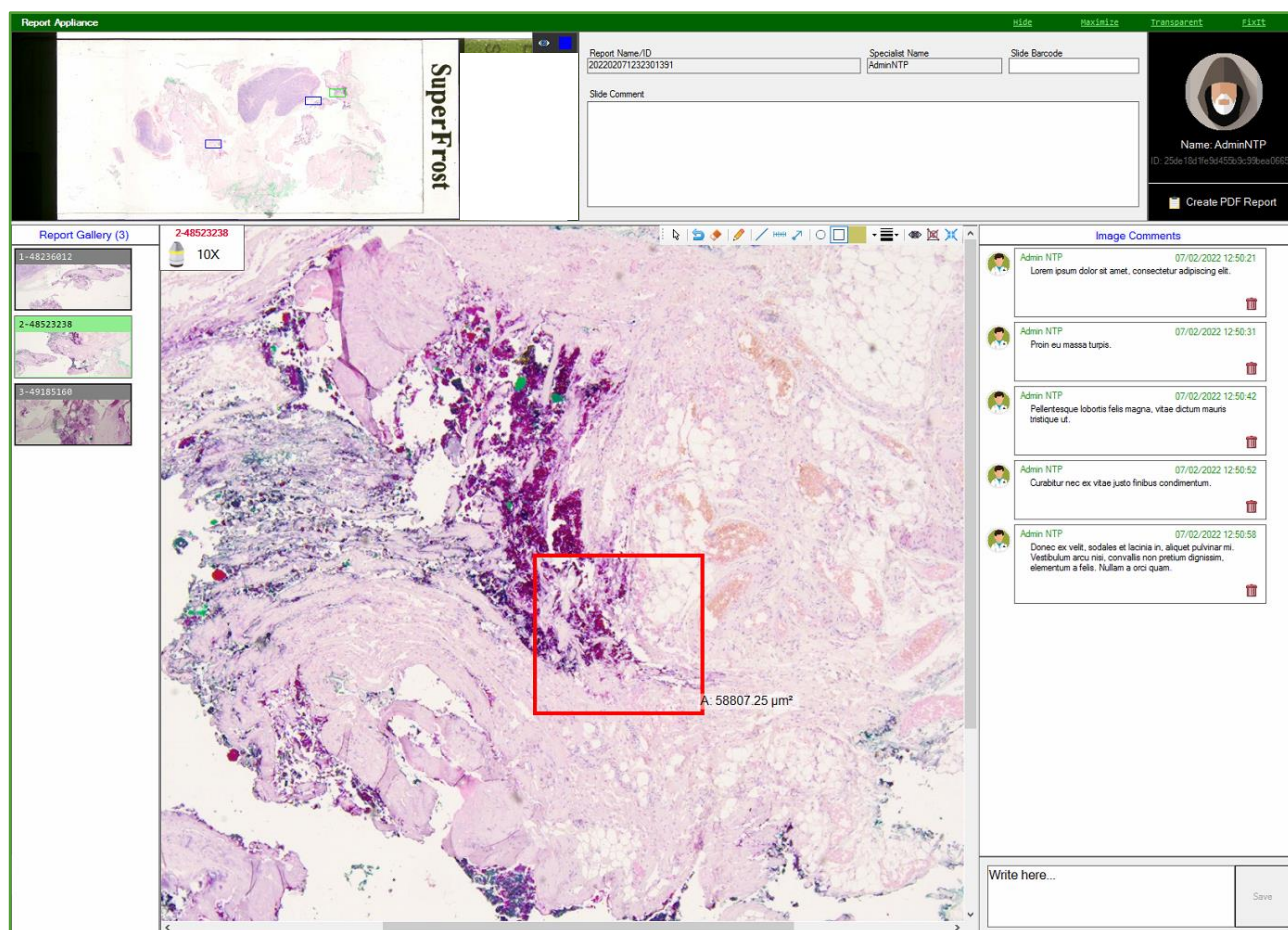 Report Appliance
Hide
Maximize
Transparent
FixIt
SuperFrost
Report Name/ID
202202071232301391
Specialist Name
AdminNTP
Slide Barcode
Slide Comment
Name: AdminNTP
ID: 25de18d1fe9d455b9c99bea0665
Create PDF Report
Report Gallery (3)
1-48236012
2-48523238
3-49185160
2-48523238
10X
A: 58807.25 µm²
Image Comments
Admin NTP 07/02/2022 12:50:21
Lorem ipsum dolor sit amet, consectetur adipiscing elit.
Admin NTP 07/02/2022 12:50:31
Proin eu massa turpis.
Admin NTP 07/02/2022 12:50:42
Pellentesque lobortis felis magna, vitae dictum mauris
tristique ut.
Admin NTP 07/02/2022 12:50:52
Curabitur nec ex vitae justo finibus condimentum.
Admin NTP 07/02/2022 12:50:58
Donec ex velit, sodales et lacinia in, aliquet pulvinar mi.
Vestibulum arcu nisi, convallis non pretium dignissim,
elementum a felis. Nullam a orci quam.
Write here...
Save